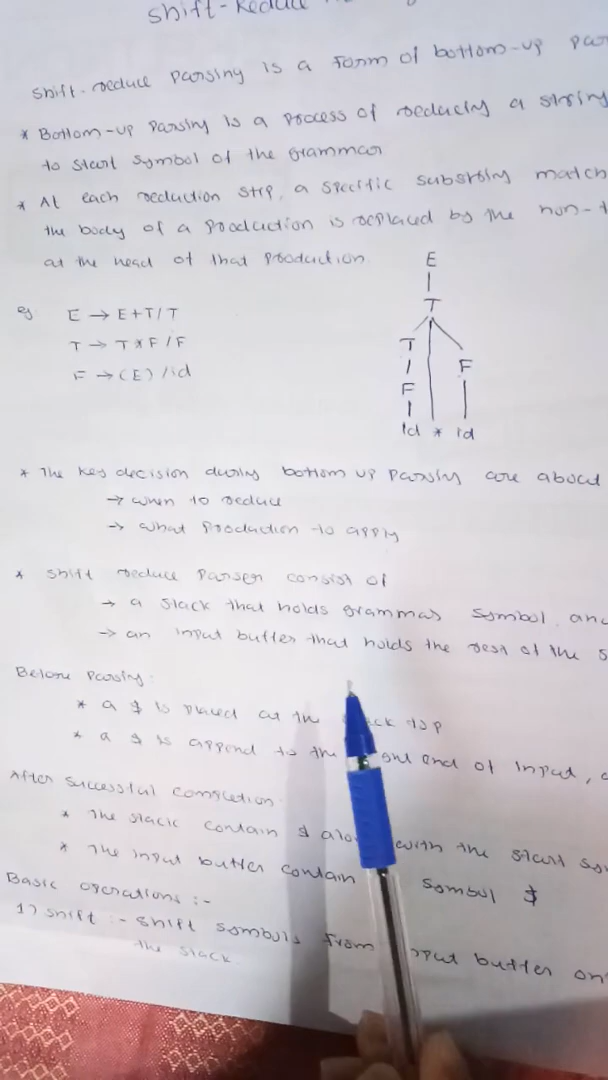 Shift-Reduce
Shift-reduce parsing is a form of bottom-up par
* Bottom-up parsing is a process of reducing a string
to start symbol of the grammar
* At each reduction step, a specific substring match
the body of a production is replaced by the non-t
at the head of that production.
E
eg E → E+T/T
T
T → T*F/F
T F
F → (E)/id
F
id * id
* The key decision during bottom up parsing are about
→ when to reduce
→ what production to apply
* Shift reduce parser consist of
→ a stack that holds grammar symbol, and
→ an input buffer that holds the rest of the s
Before parsing:
* a $ is placed at the ck top
* a $ is append to the ght end of input, a
After successful completion:
* The stack contain $ alo with the start sy
* The input buffer contain symbol $
Basic operations :-
1) Shift :- Shift symbols from nput buffer on
the stack.